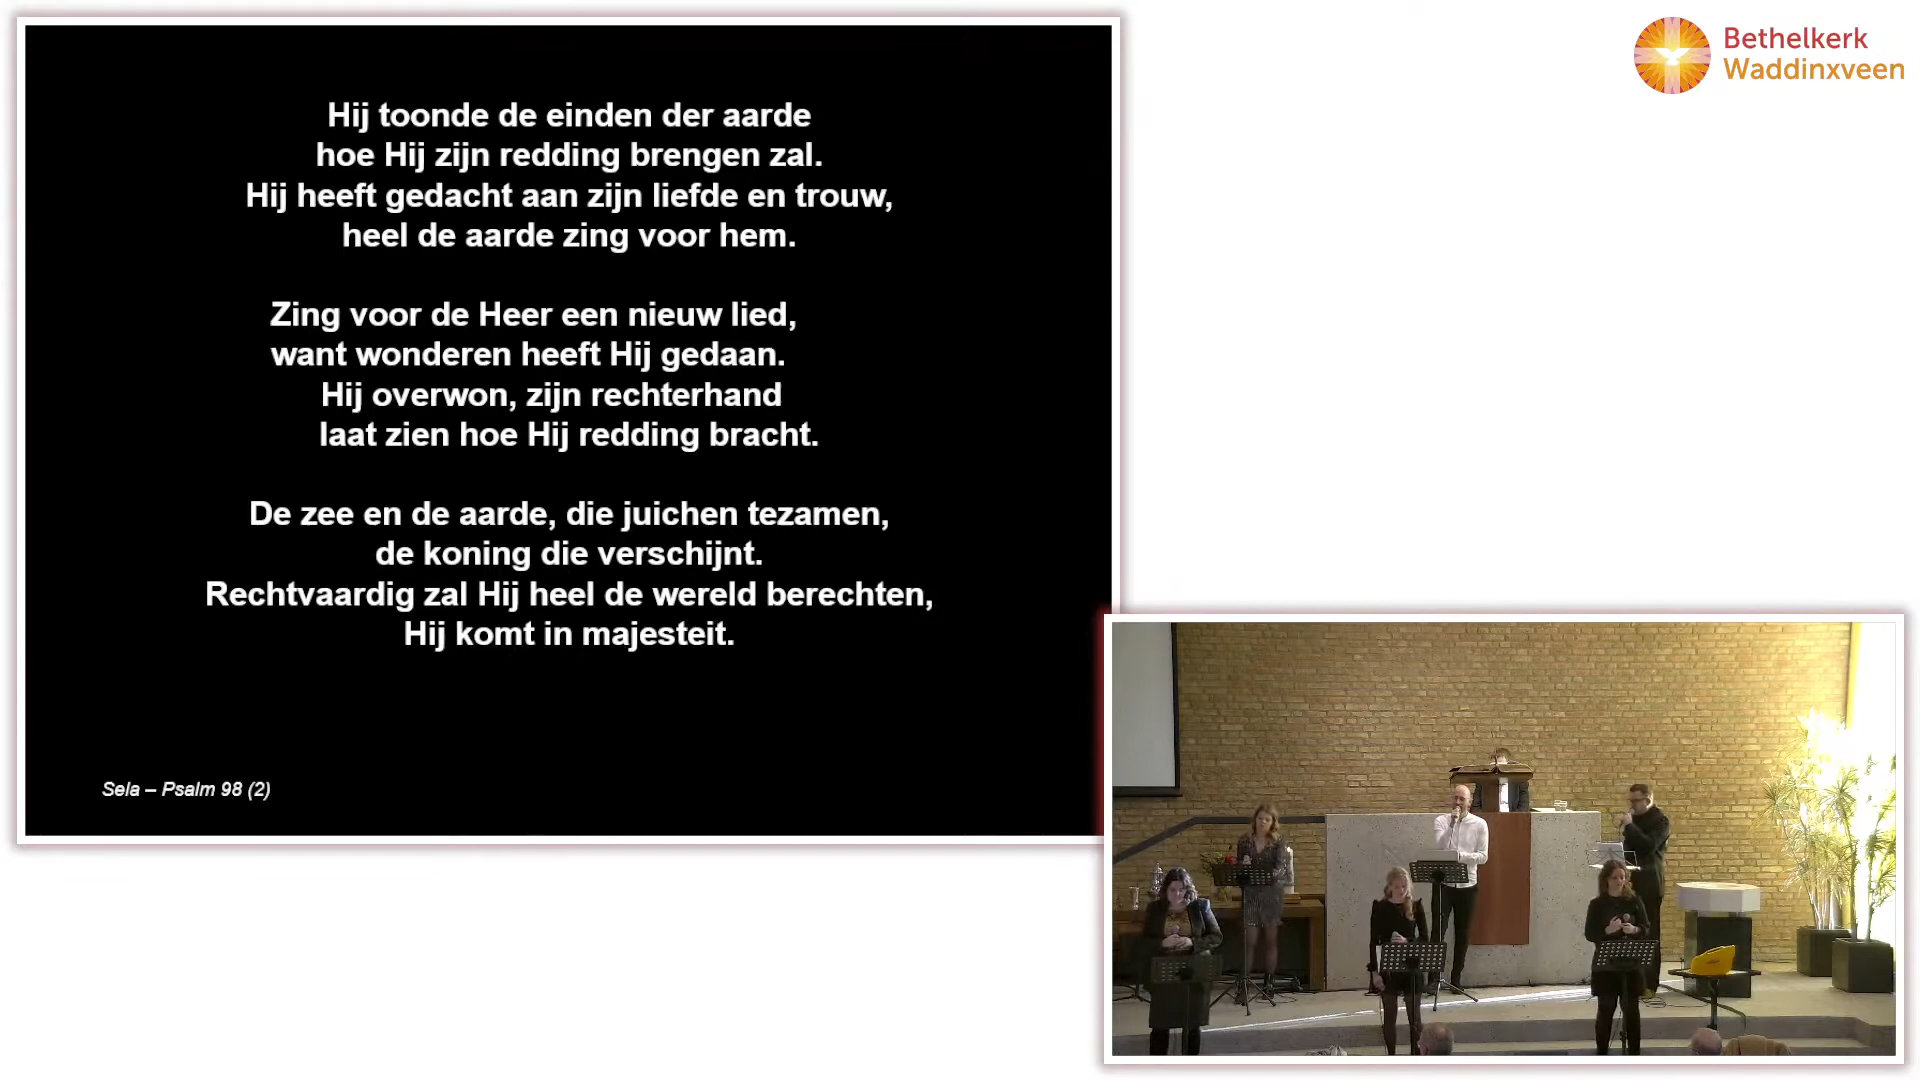 Hij toonde de einden der aarde
hoe Hij zijn redding brengen zal.
Hij heeft gedacht aan zijn liefde en trouw,
heel de aarde zing voor hem.
Zing voor de Heer een nieuw lied,
want wonderen heeft Hij gedaan.
Hij overwon, zijn rechterhand
laat zien hoe Hij redding bracht.
De zee en de aarde, die juichen tezamen,
de koning die verschijnt.
Rechtvaardig zal Hij heel de wereld berechten,
Hij komt in majesteit.
Sela – Psalm 98 (2)
Bethelkerk
Waddinxveen